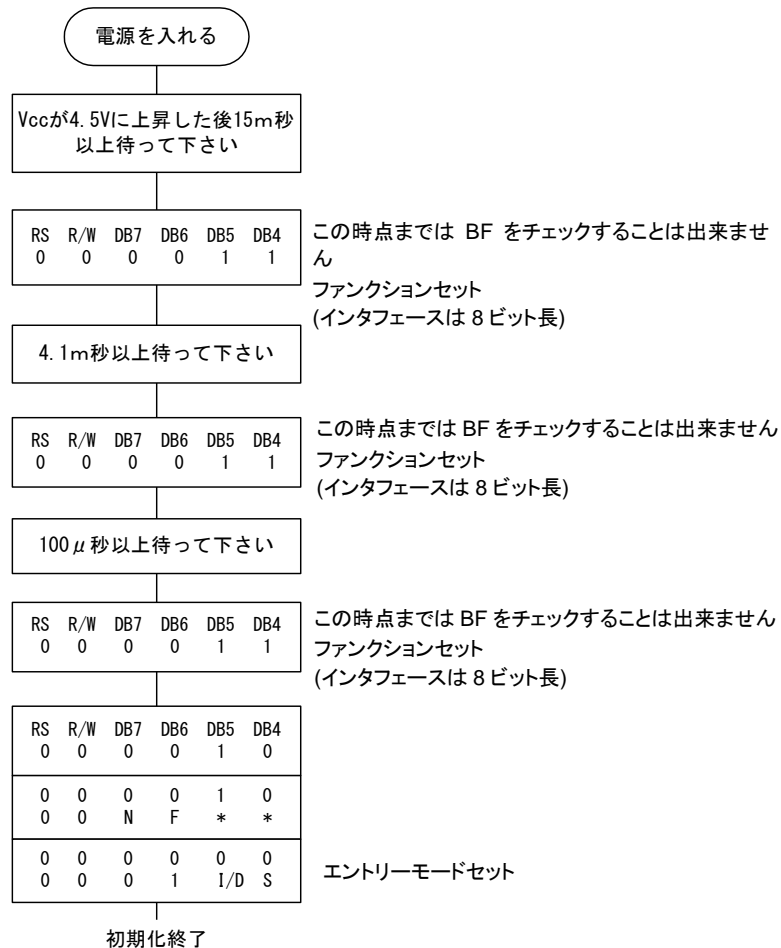 電源を入れる
Vccが4.5Vに上昇した後15m秒
以上待って下さい
RS R/W DB7 DB6 DB5 DB4
0 0 0 0 1 1
この時点までは BF をチェックすることは出来ませ
ん
ファンクションセット
(インタフェースは 8 ビット長)
4.1m秒以上待って下さい
RS R/W DB7 DB6 DB5 DB4
0 0 0 0 1 1
この時点までは BF をチェックすることは出来ません
ファンクションセット
(インタフェースは 8 ビット長)
100μ秒以上待って下さい
RS R/W DB7 DB6 DB5 DB4
0 0 0 0 1 1
この時点までは BF をチェックすることは出来ません
ファンクションセット
(インタフェースは 8 ビット長)
RS R/W DB7 DB6 DB5 DB4
0 0 0 0 1 0
0 0 0 0 1 0
0 0 N F * *
0 0 0 0 0 0
0 0 0 1 I/D S
エントリーモードセット
初期化終了